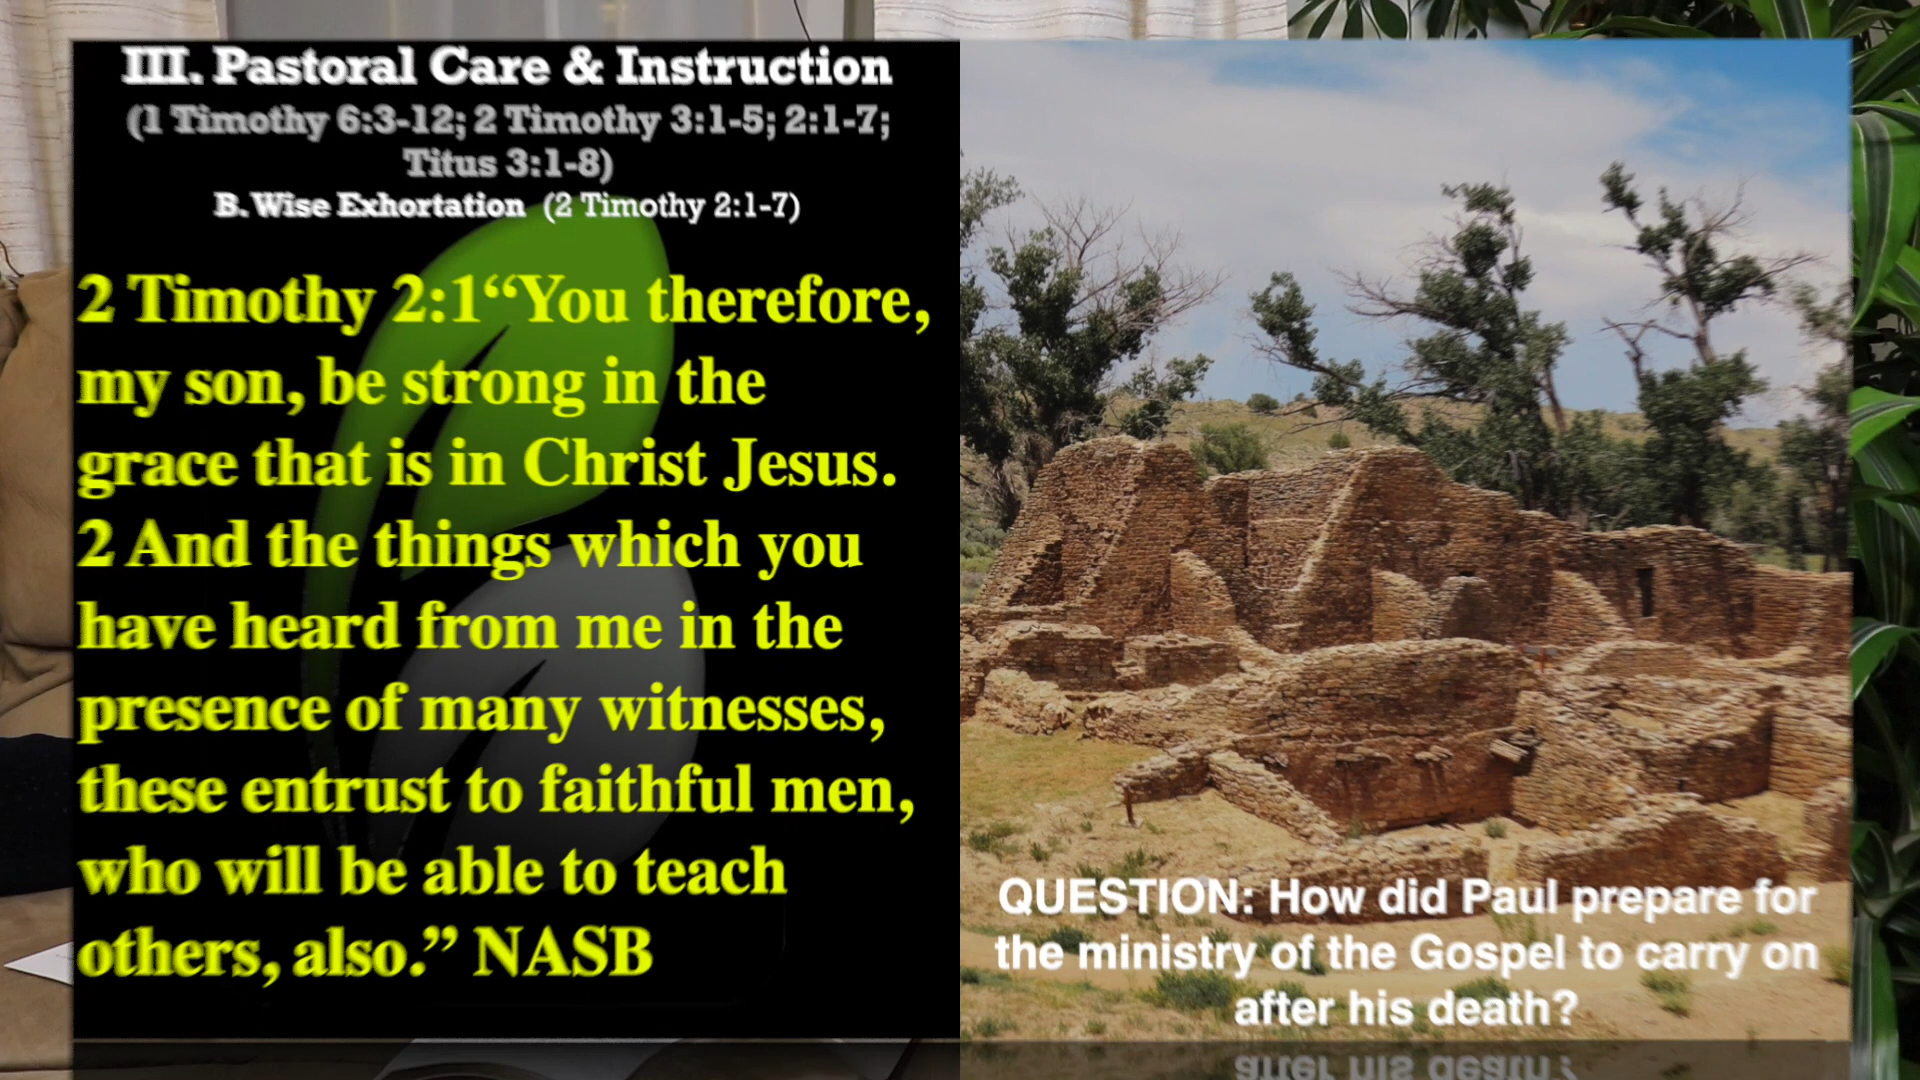 III. Pastoral Care & Instruction
(1 Timothy 6:3-12; 2 Timothy 3:1-5; 2:1-7;
Titus 3:1-8)
B. Wise Exhortation (2 Timothy 2:1-7)
2 Timothy 2:1“You therefore,
my son, be strong in the
grace that is in Christ Jesus.
2 And the things which you
have heard from me in the
presence of many witnesses,
these entrust to faithful men,
who will be able to teach
others, also.” NASB
QUESTION: How did Paul prepare for
the ministry of the Gospel to carry on
after his death?